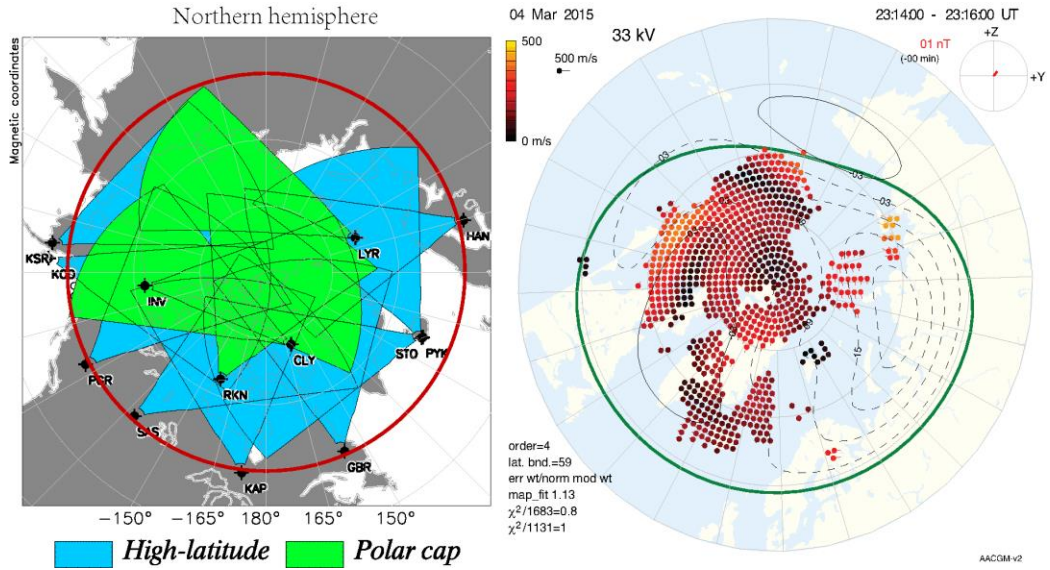 Northern hemisphere
Magnetic coordinates
KSR
KOD
INV
LYR
HAN
CLY
STO
PYK
RKN
PGR
SAS
GBR
KAP
−150° −165° 180° 165° 150°
High-latitude
Polar cap
04 Mar 2015
33 kV
23:14:00 - 23:16:00 UT
500
0 m/s
500 m/s
01 nT
(-00 min)
+Z
+Y
-03
-03
-03
-15
order=4
lat. bnd.=59
err wt/norm mod wt
map_fit 1.13
χ²/1683=0.8
χ²/1131=1
AACGM-v2